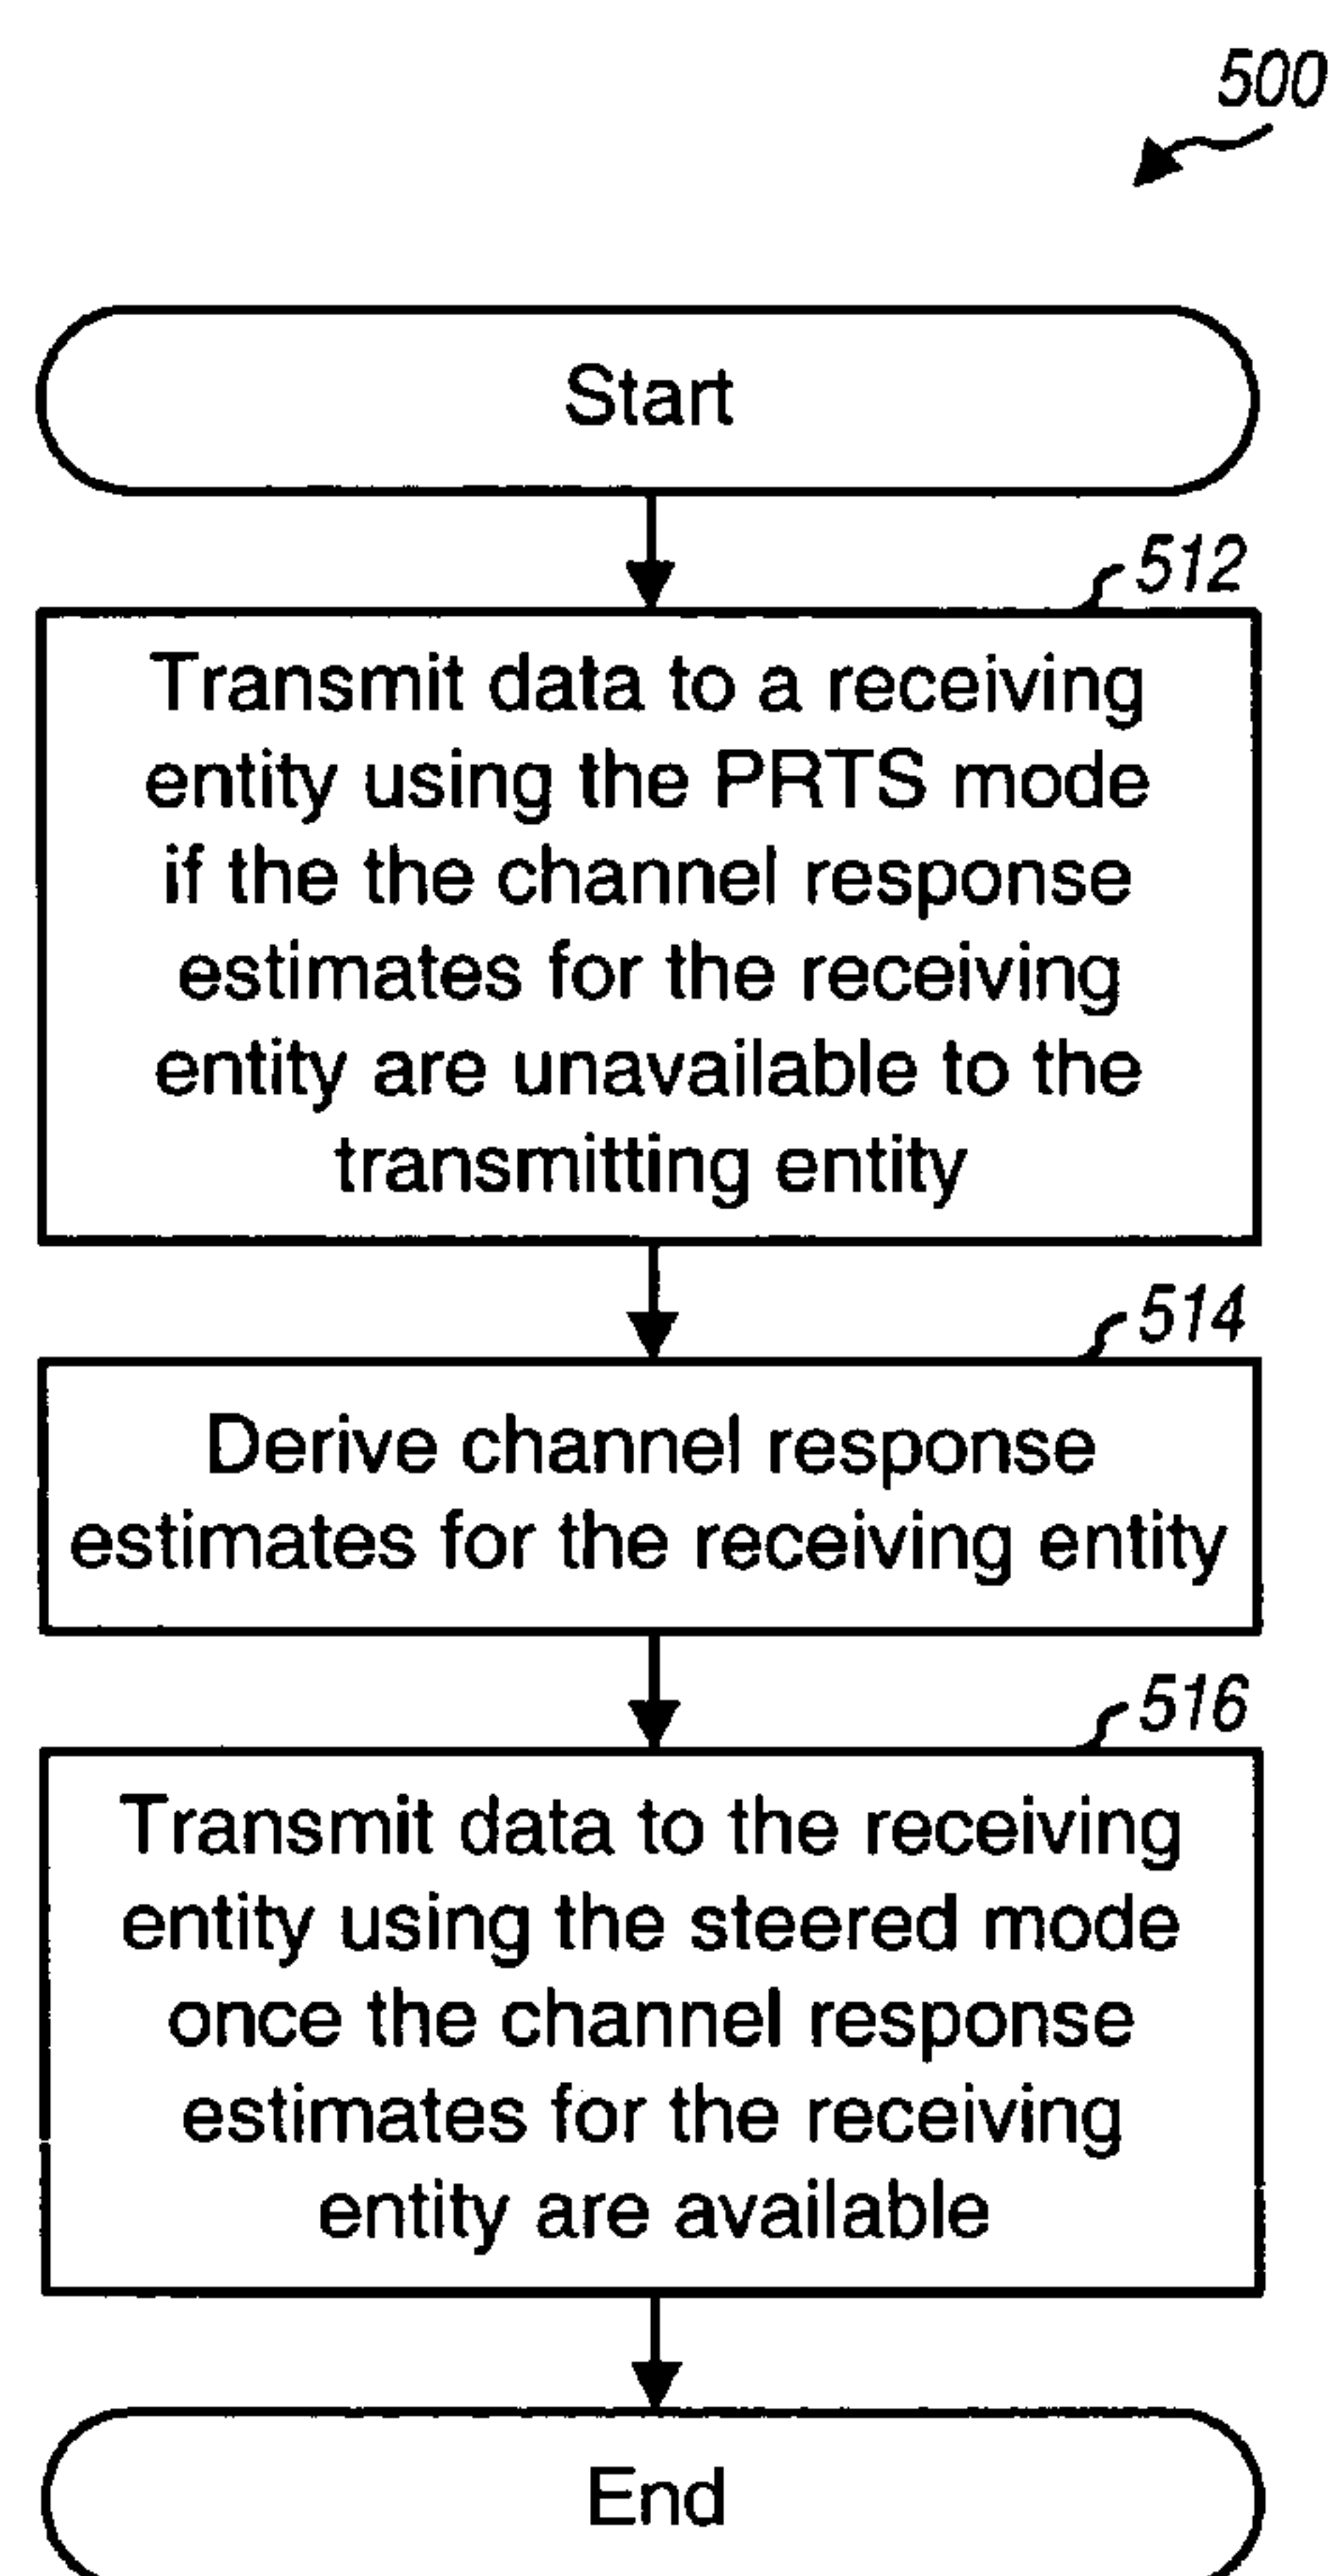 500
Start
512
Transmit data to a receiving
entity using the PRTS mode
if the the channel response
estimates for the receiving
entity are unavailable to the
transmitting entity
514
Derive channel response
estimates for the receiving entity
516
Transmit data to the receiving
entity using the steered mode
once the channel response
estimates for the receiving
entity are available
End